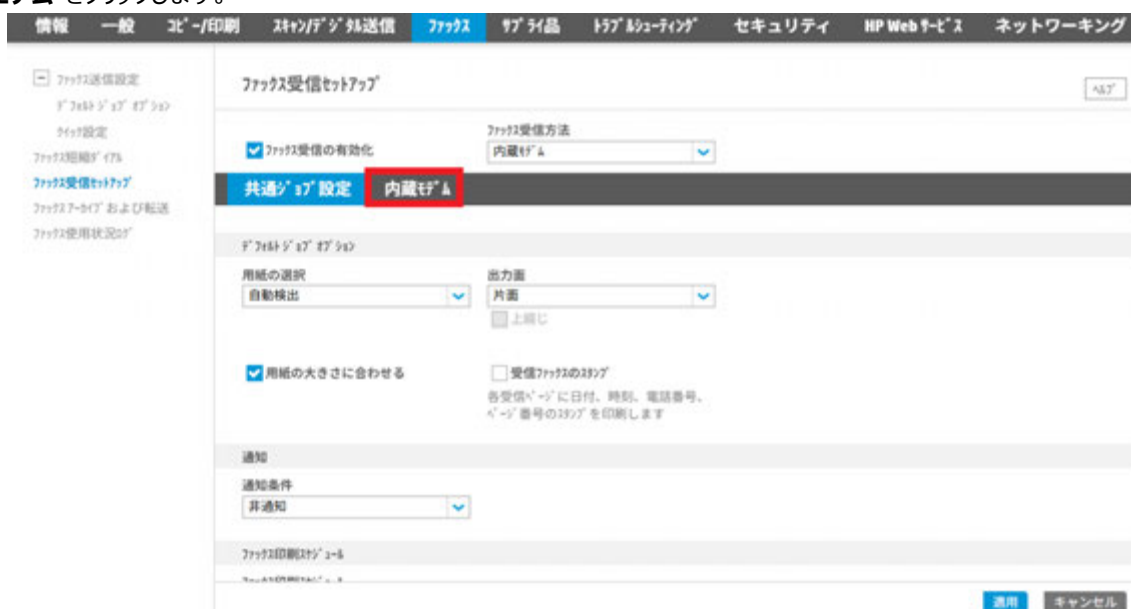 をクリックします。
情報 一般 ｺﾋﾟｰ/印刷 ｽｷｬﾝ/ﾃﾞｼﾞﾀﾙ送信 ﾌｧｯｸｽ ｻﾌﾟﾗｲ品 ﾄﾗﾌﾞﾙｼｭｰﾃｨﾝｸﾞ セキュリティ HP Web ｻｰﾋﾞｽ ネットワーキング
ﾌｧｯｸｽ送信設定
ﾃﾞﾌｫﾙﾄ ｼﾞｮﾌﾞ ｵﾌﾟｼｮﾝ
ｸｲｯｸ設定
ﾌｧｯｸｽ短縮ﾀﾞｲｱﾙ
ﾌｧｯｸｽ受信ｾｯﾄｱｯﾌﾟ
ﾌｧｯｸｽ ｱｰｶｲﾌﾞ および転送
ﾌｧｯｸｽ使用状況ﾛｸﾞ
ﾌｧｯｸｽ受信ｾｯﾄｱｯﾌﾟ
ﾍﾙﾌﾟ
ﾌｧｯｸｽ受信の有効化
ﾌｧｯｸｽ受信方法
内蔵ﾓﾃﾞﾑ
共通ｼﾞｮﾌﾞ設定 内蔵ﾓﾃﾞﾑ
ﾃﾞﾌｫﾙﾄ ｼﾞｮﾌﾞ ｵﾌﾟｼｮﾝ
用紙の選択 出力面
自動検出 片面
上綴じ
用紙の大きさに合わせる 受信ﾌｧｯｸｽのｽﾀﾝﾌﾟ
各受信ﾍﾟｰｼﾞに日付、時刻、電話番号、
ﾍﾟｰｼﾞ番号のｽﾀﾝﾌﾟを印刷します
通知
通知条件
非通知
ﾌｧｯｸｽ印刷ｽｹｼﾞｭｰﾙ
適用 キャンセル